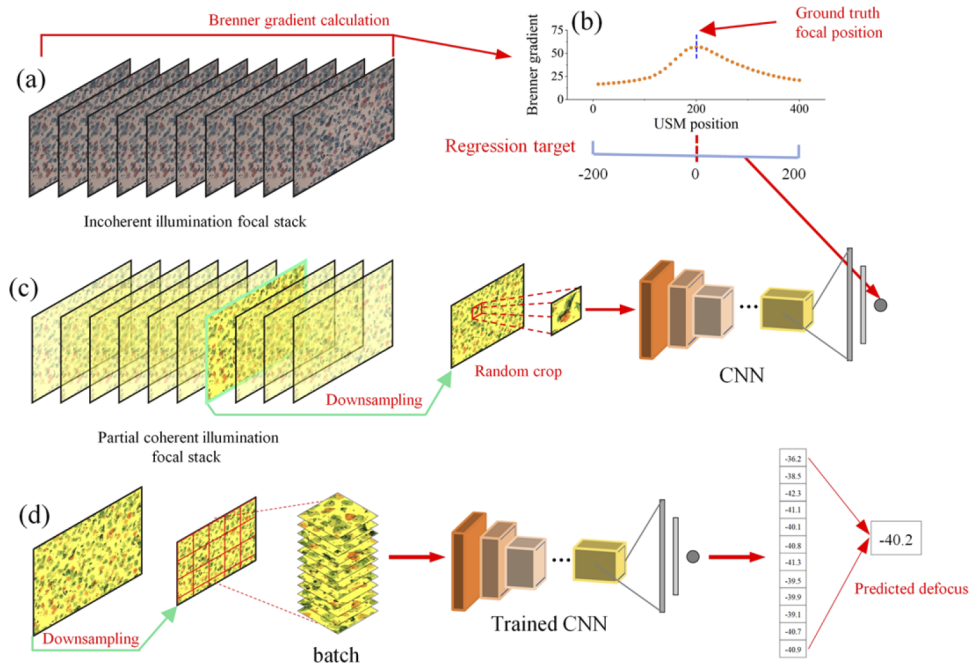 Brenner gradient calculation
Ground truth
focal position
(a)
(b)
Brenner gradient
75
50
25
0
0
200
400
USM position
Regression target
-200
0
200
Incoherent illumination focal stack
(c)
Random crop
CNN
Downsampling
Partial coherent illumination
focal stack
(d)
-36.2
-38.5
-42.3
-41.1
-40.1
-40.8
-41.3
-39.5
-39.9
-39.1
-40.7
-40.9
-40.2
Predicted defocus
Downsampling
batch
Trained CNN